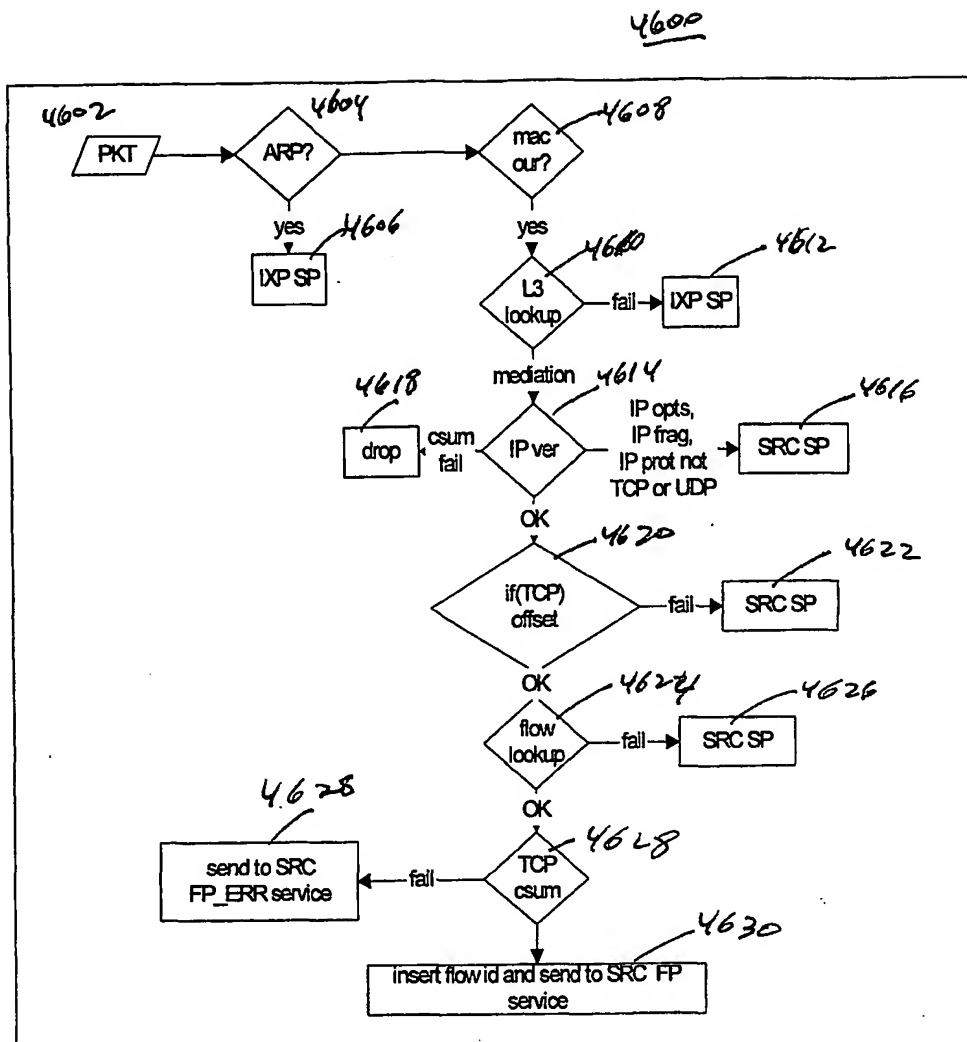 4600
4602
PKT
4604
ARP?
4608
mac
our?
yes
4606
IXP SP
yes
4610
L3
lookup
fail
4612
IXP SP
mediation
4618
drop
csum
fail
4614
IP ver
IP opts,
IP frag,
IP prot not
TCP or UDP
4616
SRC SP
OK
4620
if(TCP)
offset
fail
4622
SRC SP
OK
4624
flow
lookup
fail
4626
SRC SP
OK
4628
send to SRC
FP_ERR service
fail
4628
TCP
csum
4630
insert flow id and send to SRC FP
service